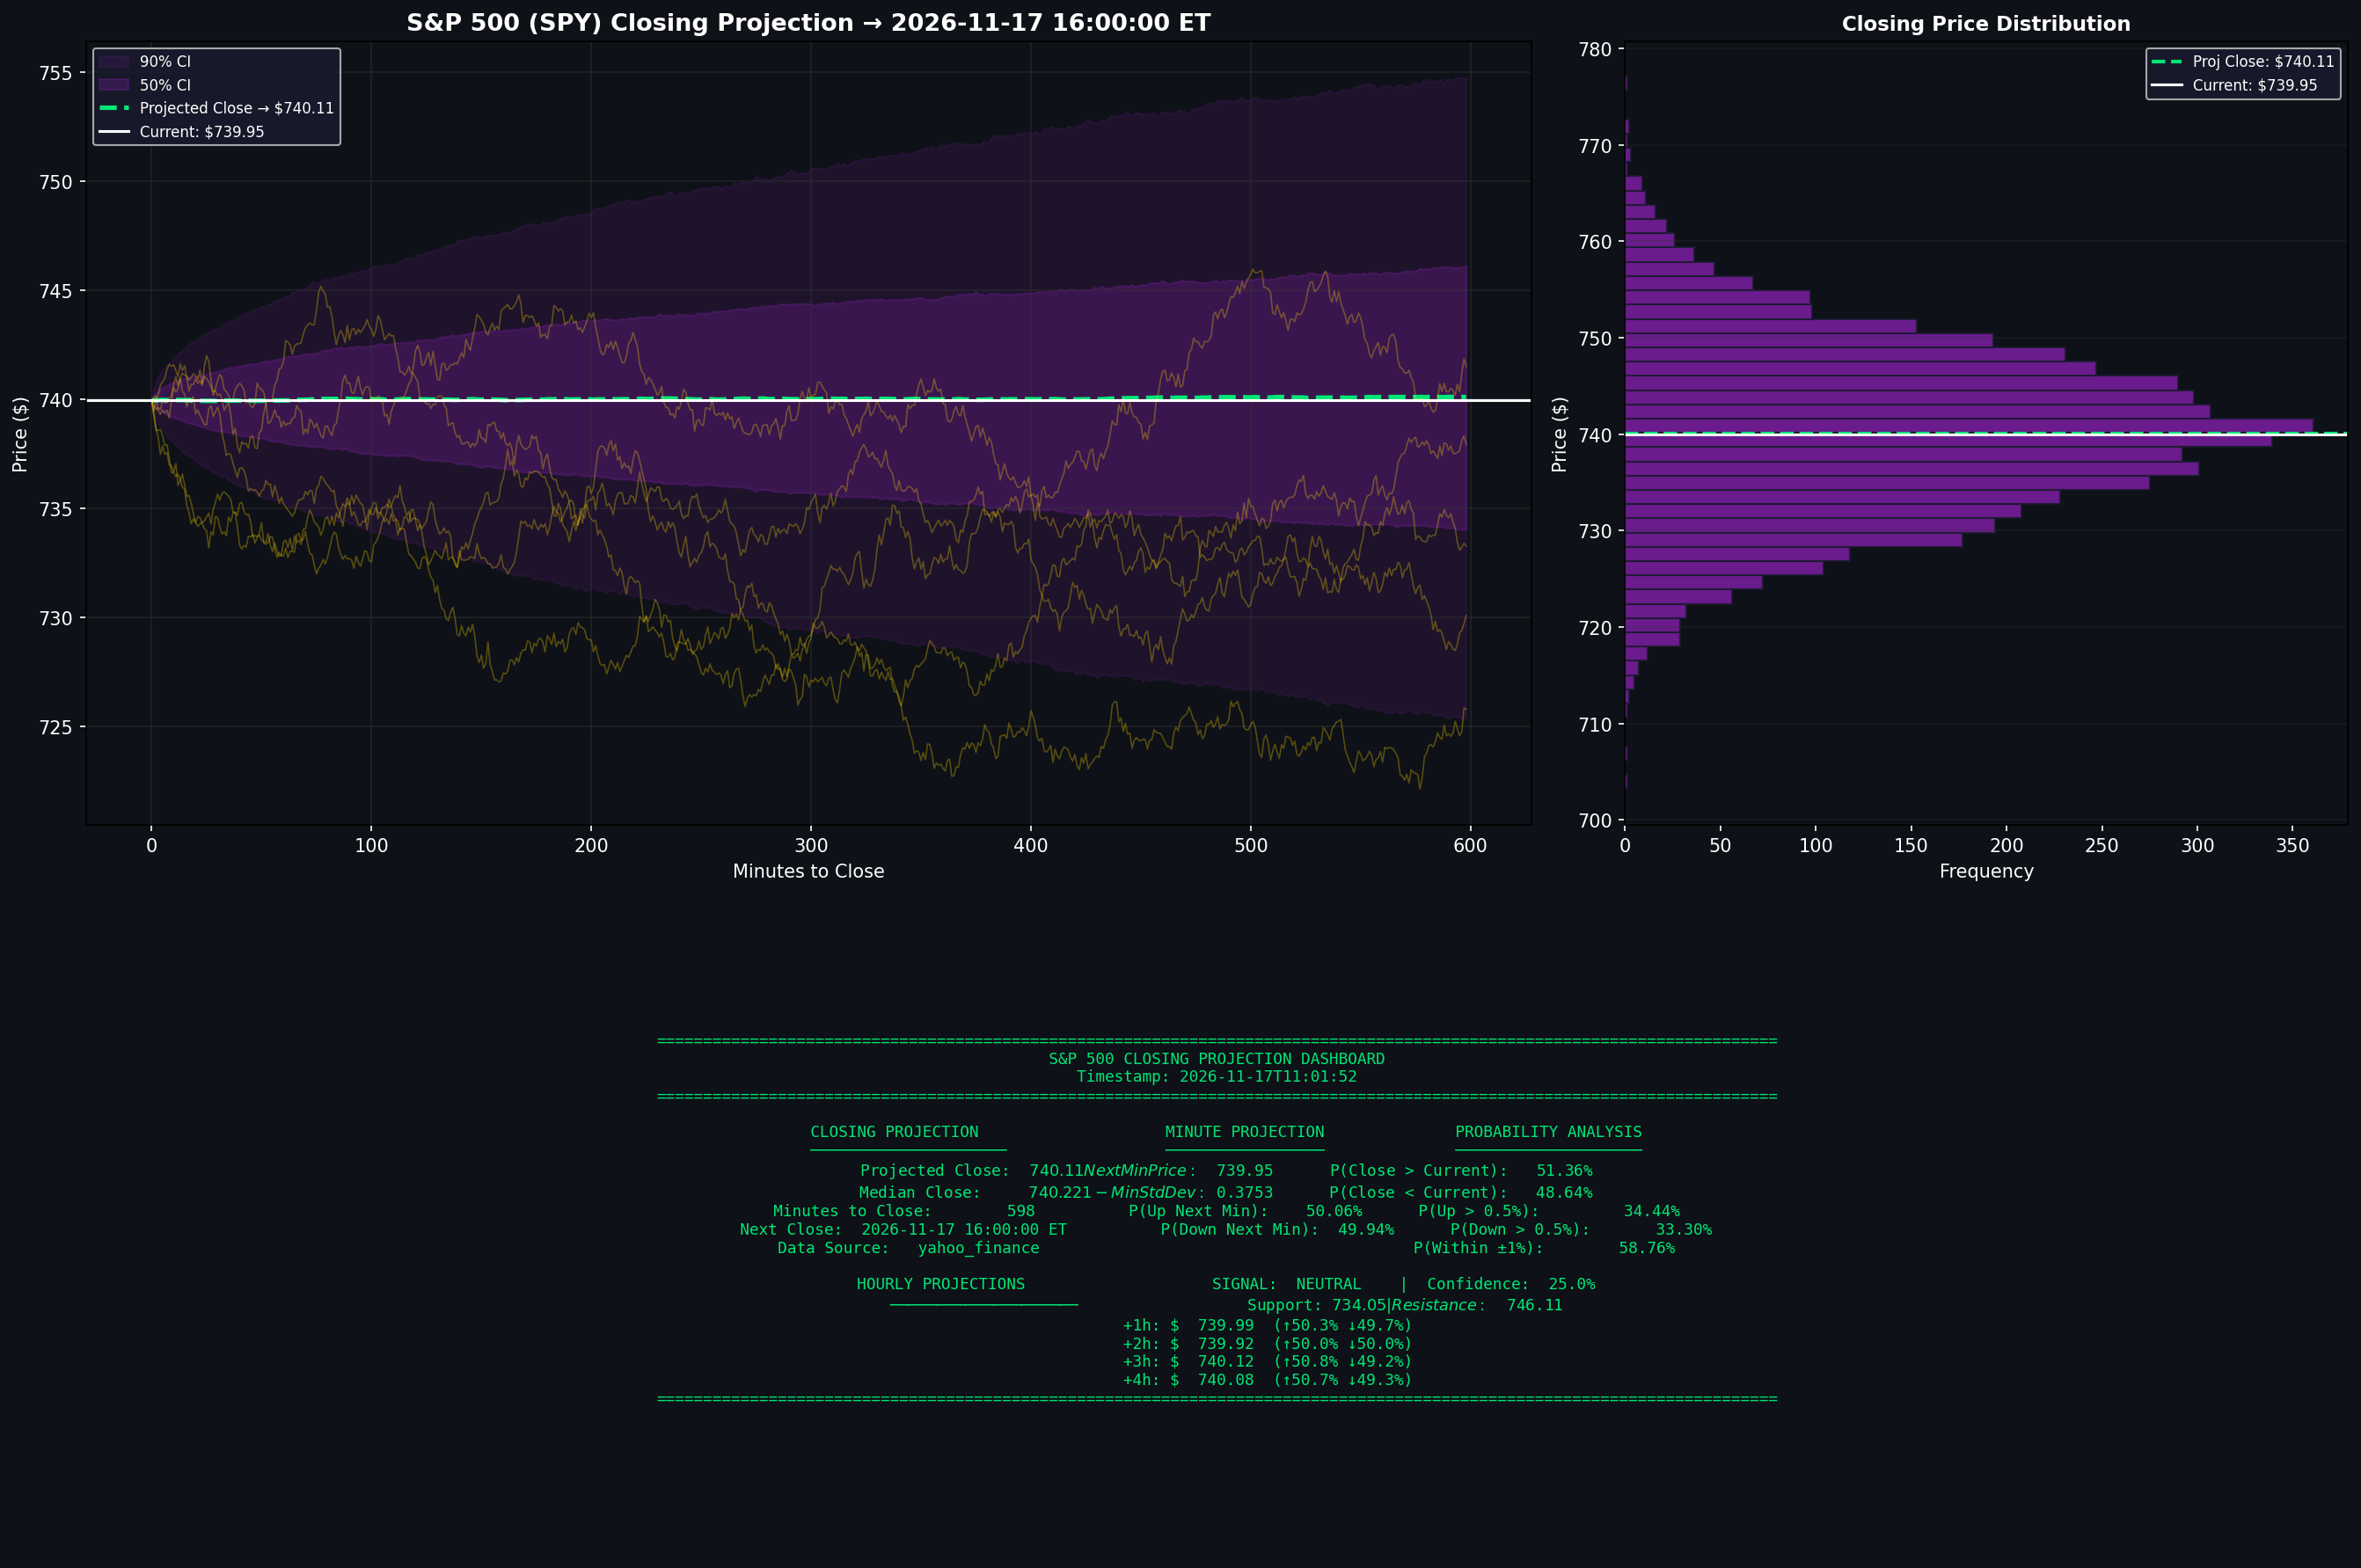 S&P 500 (SPY) Closing Projection → 2026-11-17 16:00:00 ET
90% CI
50% CI
Projected Close → $740.11
Current: $739.95
755
750
745
740
735
730
725
Price ($)
0 100 200 300 400 500 600
Minutes to Close
Closing Price Distribution
Proj Close: $740.11
Current: $739.95
780
770
760
750
740
730
720
710
700
Price ($)
0 50 100 150 200 250 300 350
Frequency
S&P 500 CLOSING PROJECTION DASHBOARD
Timestamp: 2026-11-17T11:01:52
CLOSING PROJECTION MINUTE PROJECTION PROBABILITY ANALYSIS
Projected Close: 740.11NextMinPrice: 739.95 P(Close > Current): 51.36%
Median Close: 740.221−MinStdDev: 0.3753 P(Close < Current): 48.64%
Minutes to Close: 598 P(Up Next Min): 50.06% P(Up > 0.5%): 34.44%
Next Close: 2026-11-17 16:00:00 ET P(Down Next Min): 49.94% P(Down > 0.5%): 33.30%
Data Source: yahoo_finance P(Within ±1%): 58.76%
HOURLY PROJECTIONS SIGNAL: NEUTRAL | Confidence: 25.0%
Support: 734.05|Resistance: 746.11
+1h: $ 739.99 (↑50.3% ↓49.7%)
+2h: $ 739.92 (↑50.0% ↓50.0%)
+3h: $ 740.12 (↑50.8% ↓49.2%)
+4h: $ 740.08 (↑50.7% ↓49.3%)